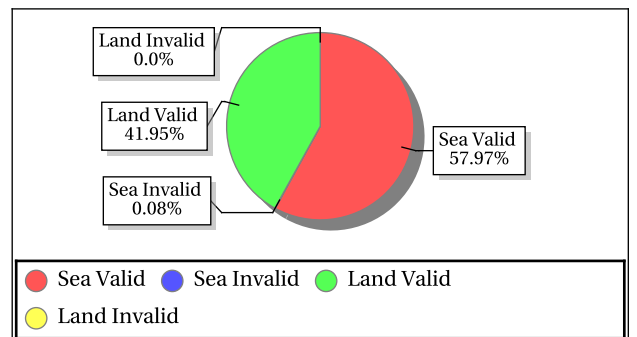 Land Invalid
0.0%
Land Valid
41.95%
Sea Invalid
0.08%
Sea Valid
57.97%
Sea Valid
Sea Invalid
Land Valid
Land Invalid